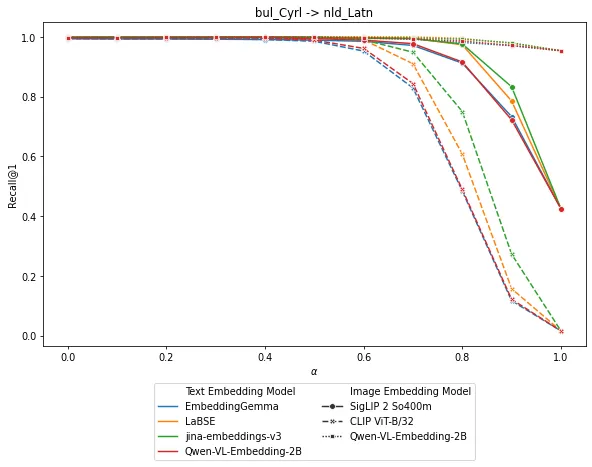 bul_Cyrl -> nld_Latn
Recall@1
1.0
0.8
0.6
0.4
0.2
0.0
0.0 0.2 0.4 0.6 0.8 1.0
α
Text Embedding Model
EmbeddingGemma
LaBSE
jina-embeddings-v3
Qwen-VL-Embedding-2B
Image Embedding Model
SigLIP 2 So400m
CLIP ViT-B/32
Qwen-VL-Embedding-2B